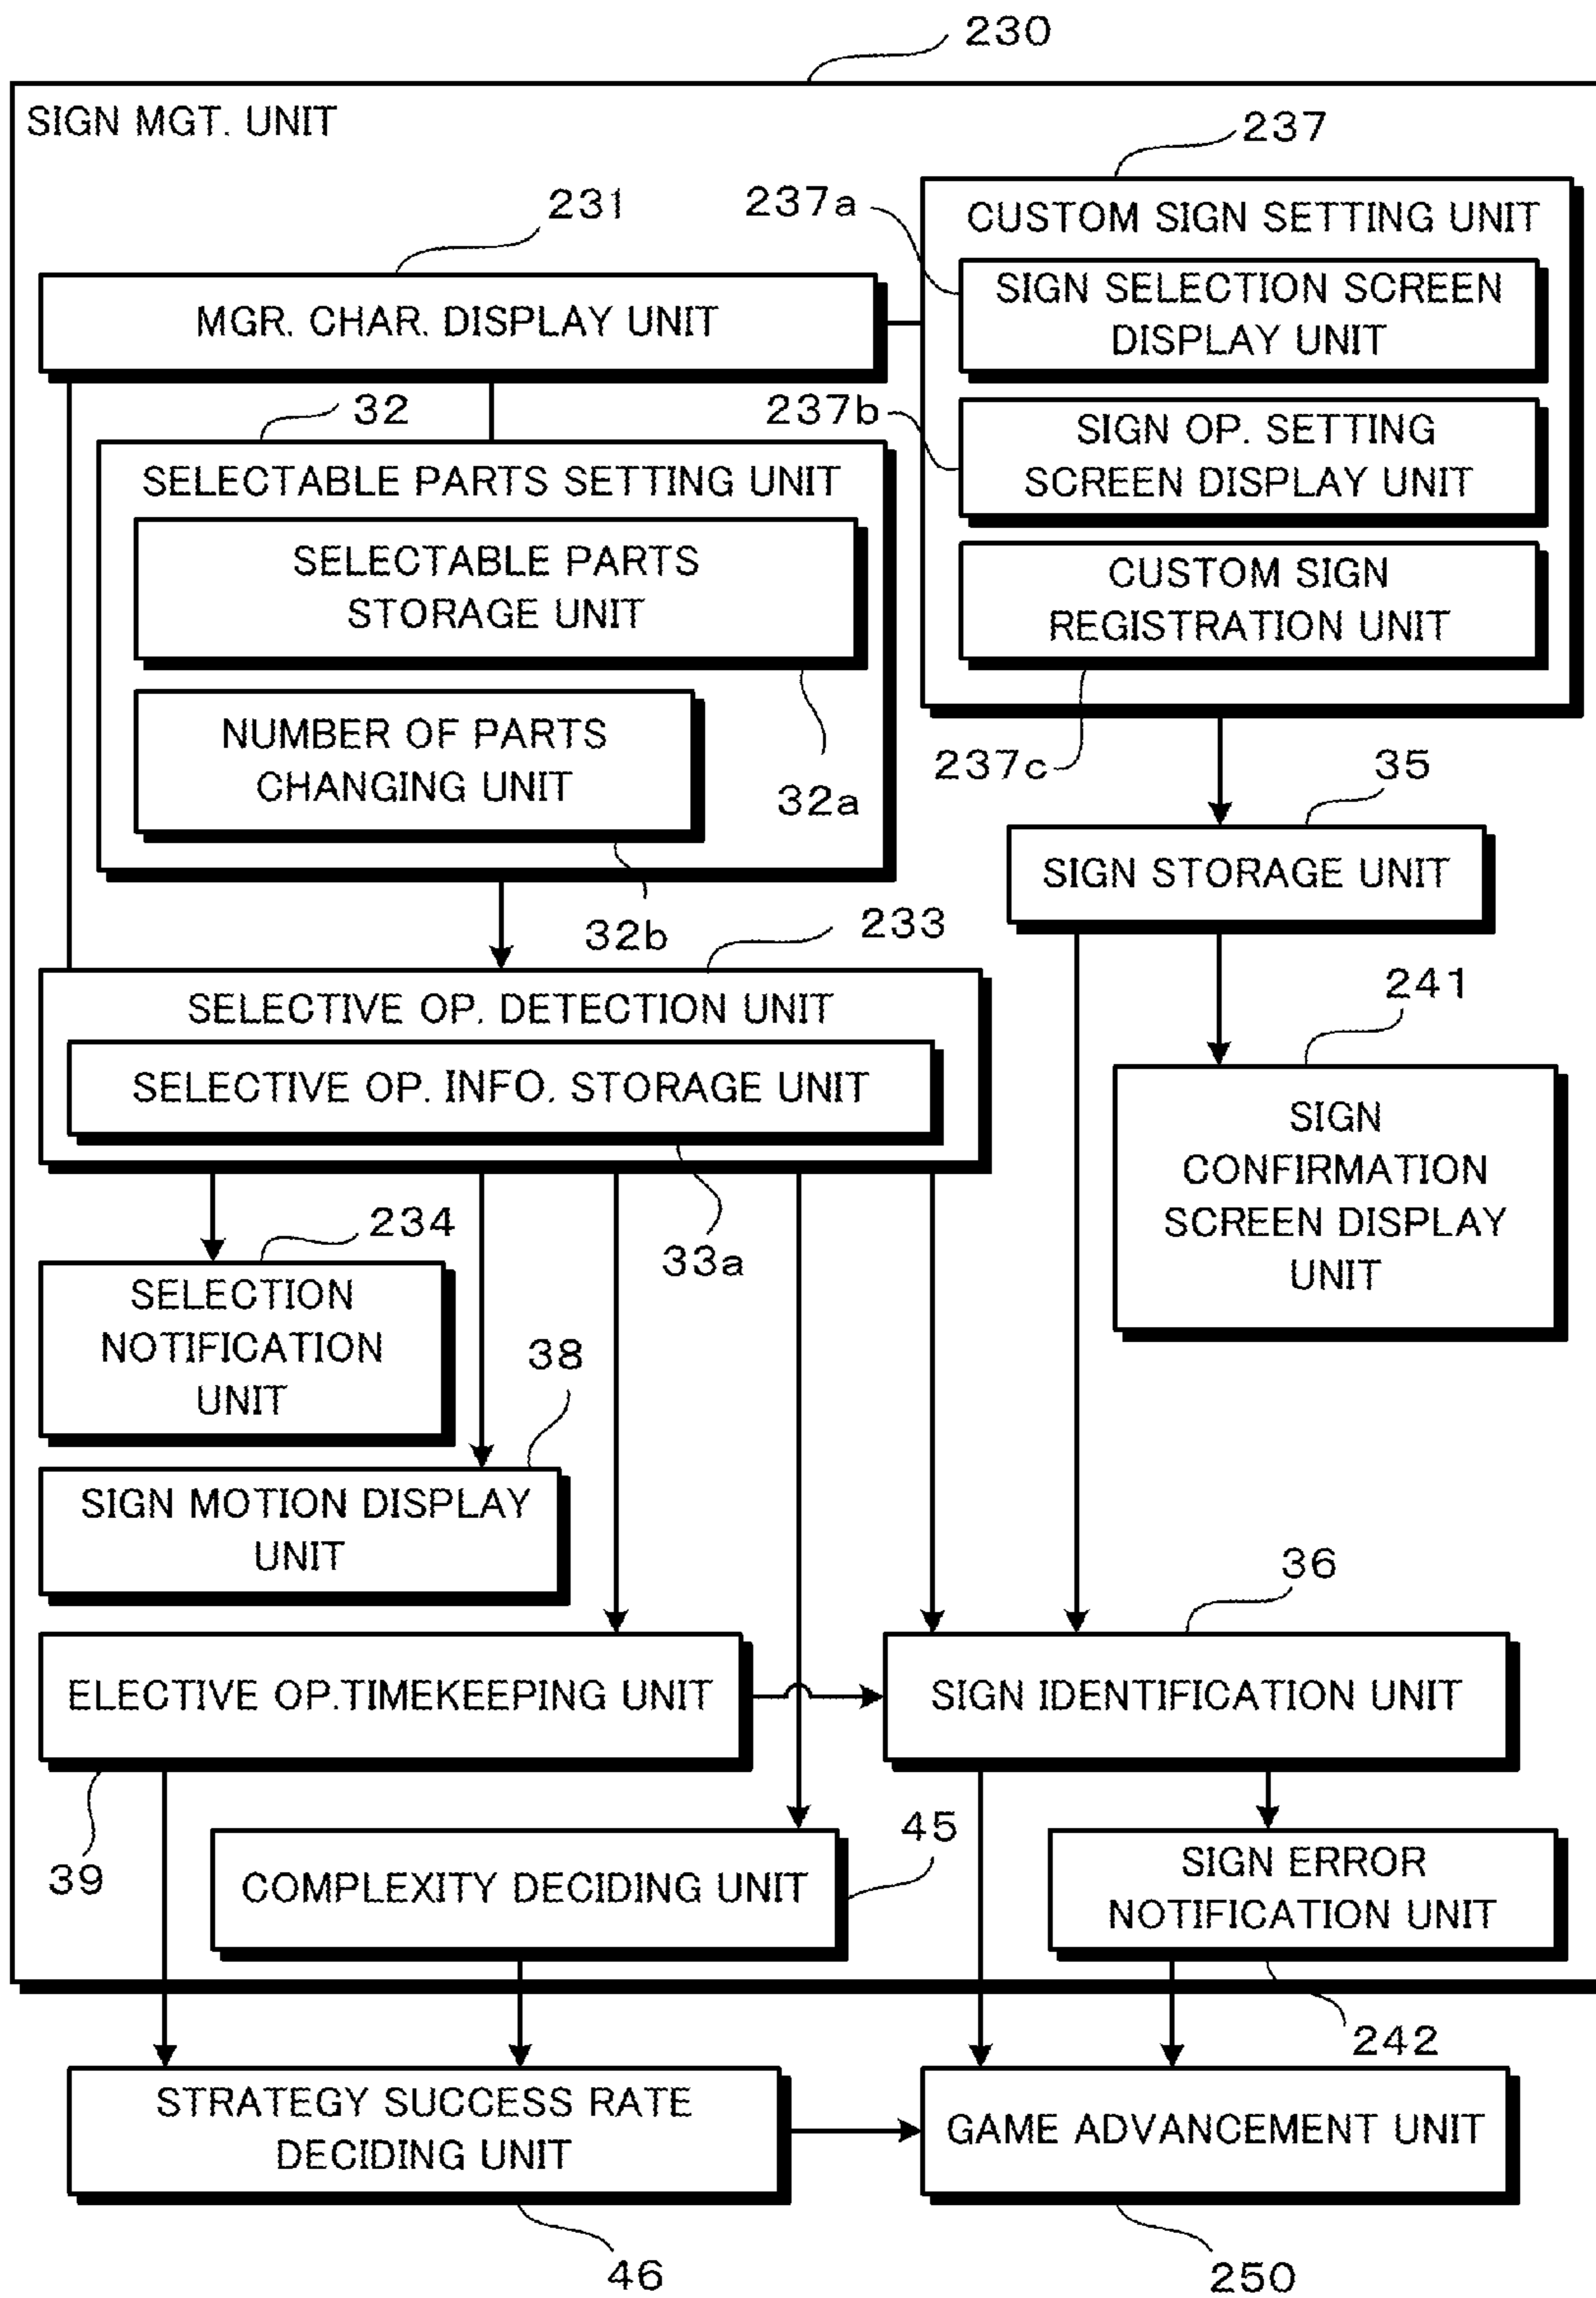 230
SIGN MGT. UNIT
237
231
237a
CUSTOM SIGN SETTING UNIT
SIGN SELECTION SCREEN
DISPLAY UNIT
MGR. CHAR. DISPLAY UNIT
32
237b
SIGN OP. SETTING
SCREEN DISPLAY UNIT
SELECTABLE PARTS SETTING UNIT
SELECTABLE PARTS
STORAGE UNIT
CUSTOM SIGN
REGISTRATION UNIT
NUMBER OF PARTS
CHANGING UNIT
32a
237c
35
SIGN STORAGE UNIT
32b
233
SELECTIVE OP. DETECTION UNIT
241
SELECTIVE OP. INFO. STORAGE UNIT
SIGN
CONFIRMATION
SCREEN DISPLAY
UNIT
234
33a
SELECTION
NOTIFICATION
UNIT
38
SIGN MOTION DISPLAY
UNIT
36
ELECTIVE OP.TIMEKEEPING UNIT
SIGN IDENTIFICATION UNIT
39
45
COMPLEXITY DECIDING UNIT
SIGN ERROR
NOTIFICATION UNIT
242
STRATEGY SUCCESS RATE
DECIDING UNIT
GAME ADVANCEMENT UNIT
46
250